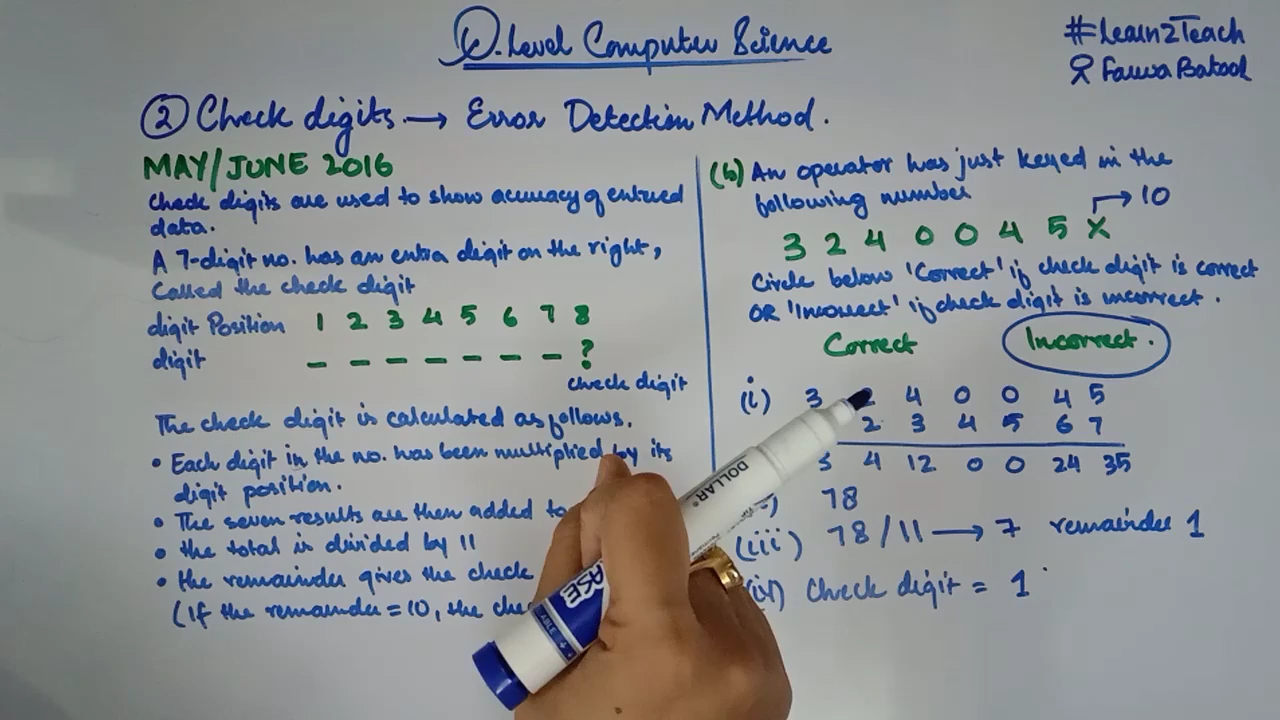 O.Level Computer Science
#Learn2Teach
Fauwa Batool
② Check digits → Error Detection Method.
MAY/JUNE 2016
Check digits are used to show accuracy of entered
data.
A 7-digit no. has an extra digit on the right,
Called the check digit
digit Position 1 2 3 4 5 6 7 8
digit _ _ _ _ _ _ _ ?
check digit
The check digit is calculated as follows.
• Each digit in the no. has been multiplied by its
digit position.
• The seven results are then added to
• the total is divided by 11
• the remainder gives the check
(If the remainder = 10, the
(b) An operator has just keyed in the
following number
→ 10
3 2 4 0 0 4 5 X
Circle below 'Correct' if check digit is correct
OR 'Incorrect' if check digit is incorrect.
Correct Incorrect.
(i) 3 2 4 0 0 4 5
2 3 4 5 6 7
3 4 12 0 0 24 35
78
(iii) 78/11 → 7 remainder 1
(iv) Check digit = 1